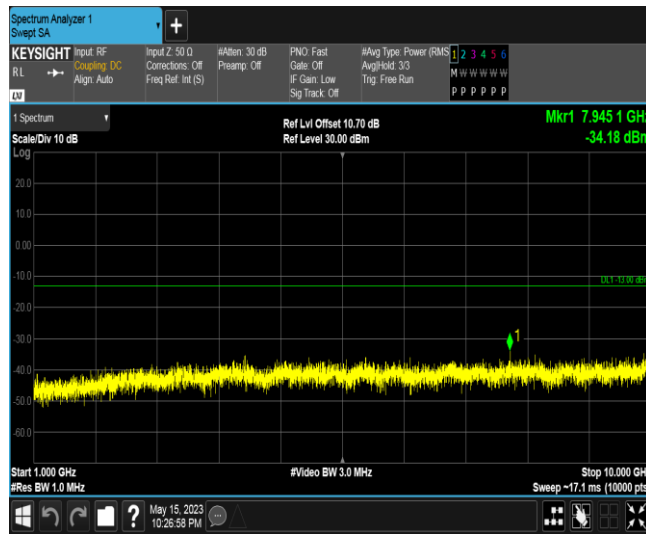 Spectrum Analyzer 1
Swept SA
+
KEYSIGHT
RL
LXI
Input: RF
Coupling: DC
Align: Auto
Input Z: 50 Ω
Corrections: Off
Freq Ref: Int (S)
#Atten: 30 dB
Preamp: Off
PNO: Fast
Gate: Off
IF Gain: Low
Sig Track: Off
#Avg Type: Power (RMS
Avg|Hold: 3/3
Trig: Free Run
1 2 3 4 5 6
M W W W W W
P P P P P P
1 Spectrum
Scale/Div 10 dB
Log
Ref Lvl Offset 10.70 dB
Ref Level 30.00 dBm
Mkr1 7.945 1 GHz
-34.18 dBm
20.0
10.0
0.00
-10.0
DL1 -13.00 dBm
-20.0
-30.0
1
-40.0
-50.0
-60.0
Start 1.000 GHz
#Res BW 1.0 MHz
#Video BW 3.0 MHz
Stop 10.000 GHz
Sweep ~17.1 ms (10000 pts)
?
May 15, 2023
10:26:58 PM